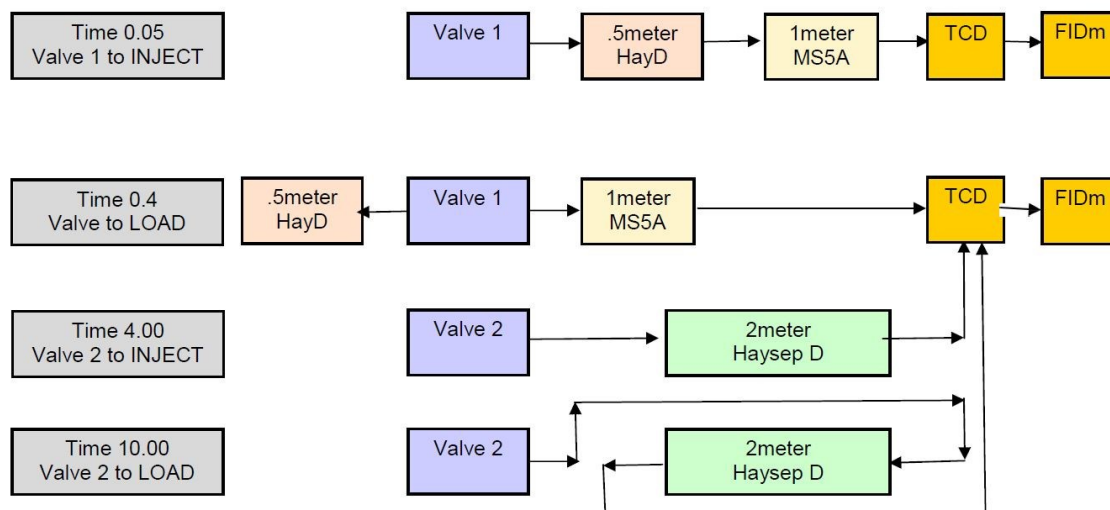 Time 0.05
Valve 1 to INJECT
Valve 1
.5meter
HayD
1meter
MS5A
TCD
FIDm
Time 0.4
Valve to LOAD
.5meter
HayD
Valve 1
1meter
MS5A
TCD
FIDm
Time 4.00
Valve 2 to INJECT
Valve 2
2meter
Haysep D
Time 10.00
Valve 2 to LOAD
Valve 2
2meter
Haysep D